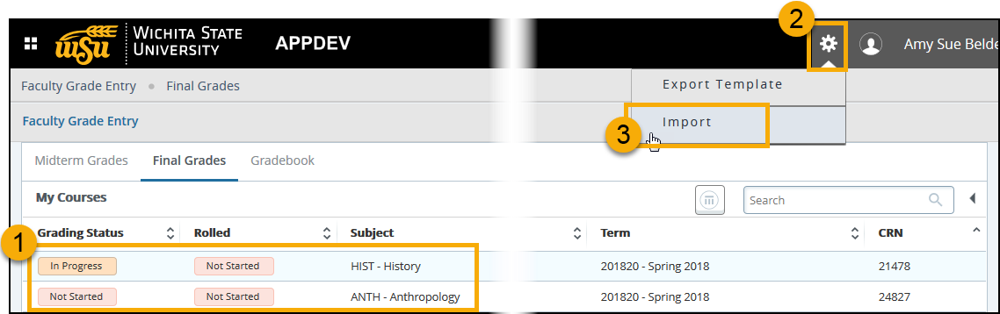 2
WICHITA STATE
UNIVERSITY
wsu
APPDEV
Amy Sue Belde
Faculty Grade Entry • Final Grades
Export Template
Faculty Grade Entry
3
Import
Midterm Grades Final Grades Gradebook
My Courses
Search
1
Grading Status Rolled Subject Term CRN
In Progress Not Started HIST - History 201820 - Spring 2018 21478
Not Started Not Started ANTH - Anthropology 201820 - Spring 2018 24827